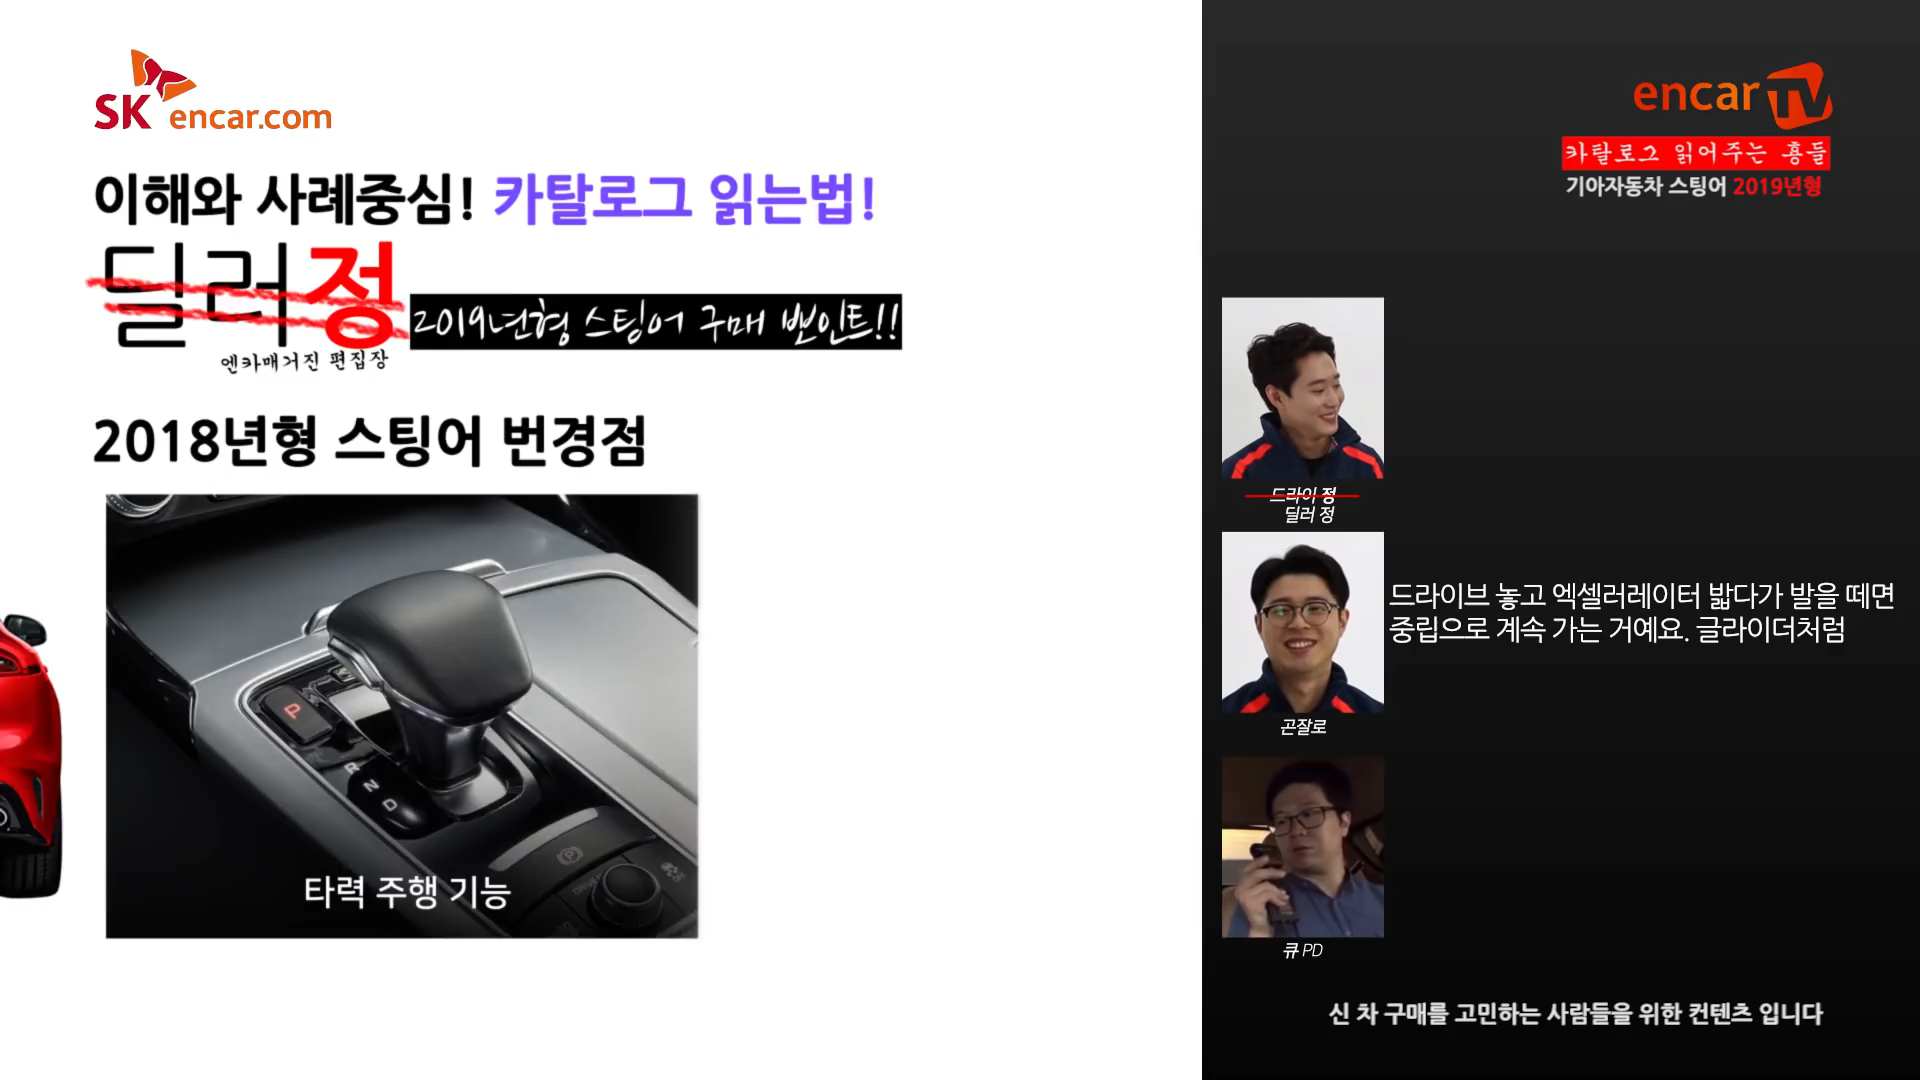 SK encar.com
이해와 사례중심! 카탈로그 읽는법!
딜러정
2019년형 스팅어 구매 뽀인트!!
엔카매거진 편집장
2018년형 스팅어 번경점
P
R
N
D
타력 주행 기능
encar TV
카탈로그 읽어주는 횽들
기아자동차 스팅어 2019년형
드라이 정
딜러 정
드라이브 놓고 엑셀러레이터 밟다가 발을 떼면
중립으로 계속 가는 거예요. 글라이더처럼
곤잘로
큐 PD
신 차 구매를 고민하는 사람들을 위한 컨텐츠 입니다